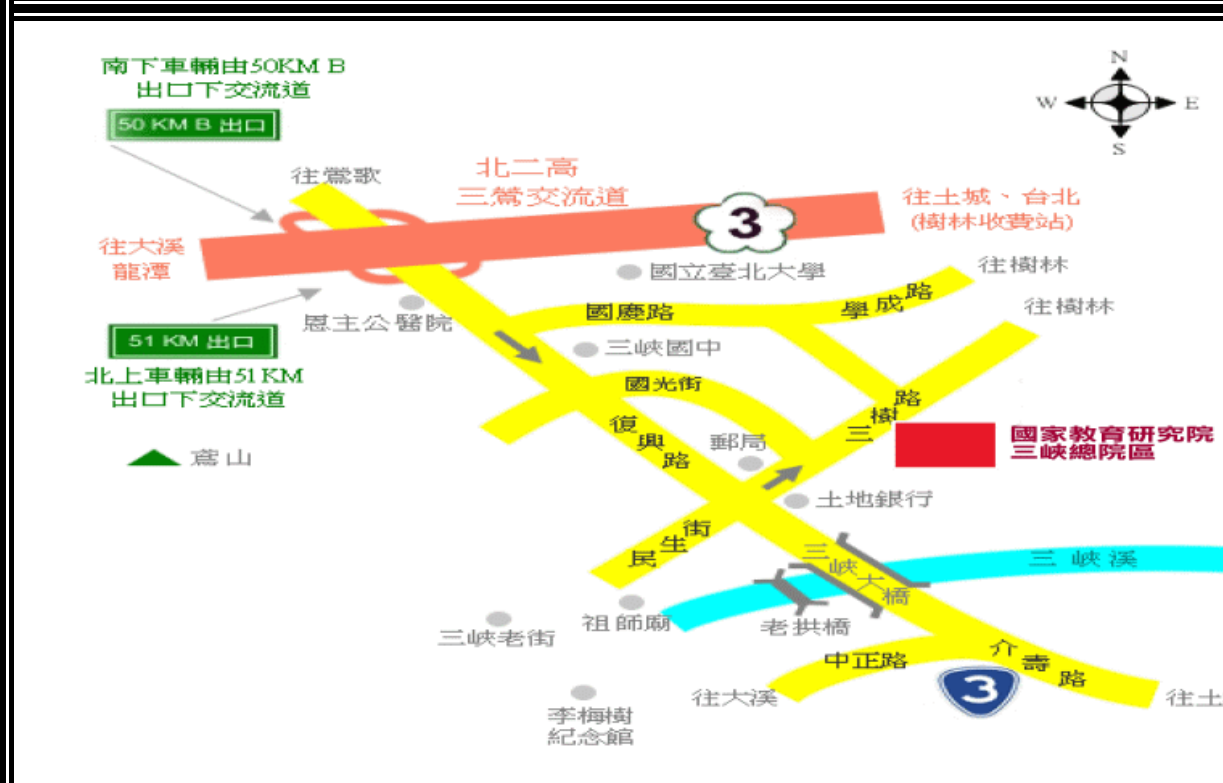 南下車輛由50KM B
出口下交流道
50 KM B 出口
N
W
E
S
往鶯歌
北二高
三鶯交流道
3
往土城、台北
(樹林收費站)
往大溪
龍潭
國立臺北大學
往樹林
往樹林
恩主公醫院
國慶路
學成路
51 KM 出口
三峽國中
北上車輛由51KM
出口下交流道
國光街
復興路
郵局
三樹路
國家教育研究院
三峽總院區
鳶山
土地銀行
民生街
三峽大橋
三峽溪
祖師廟
老拱橋
三峽老街
中正路
介壽路
3
往大溪
往土
李梅樹
紀念館